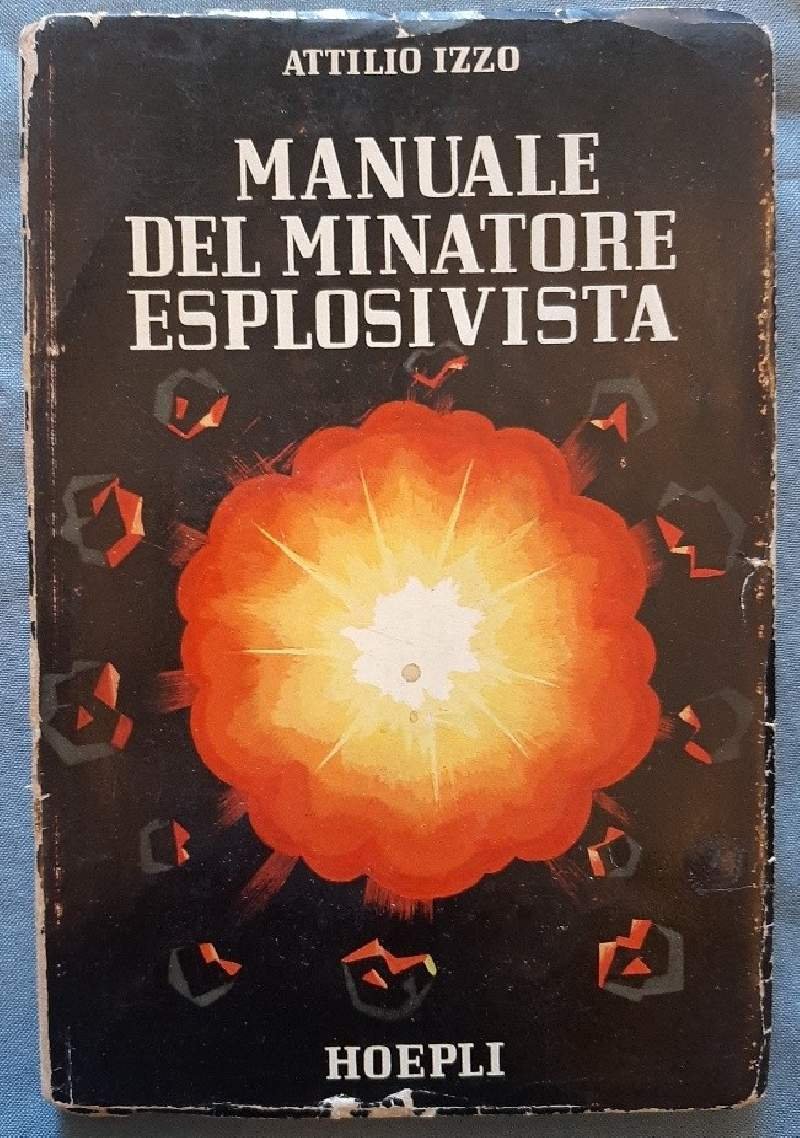 ATTILIO IZZO
MANUALE
DEL MINATORE
ESPLOSIVISTA
HOEPLI